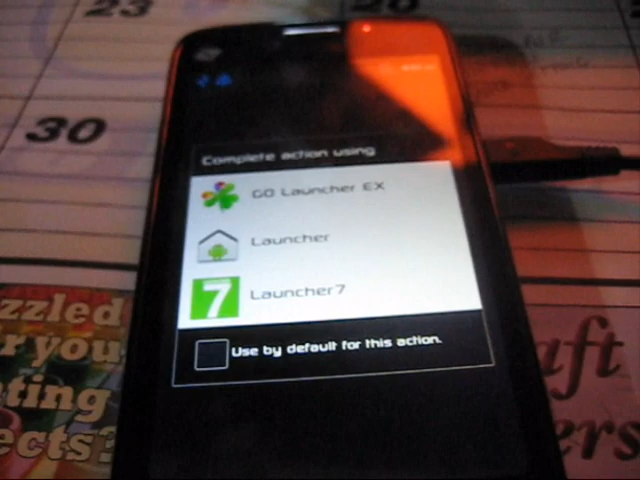 23
30
Complete action using
GO Launcher EX
Launcher
7
Launcher7
Use by default for this action.
zzled
you
ting
ects?
aft
ers